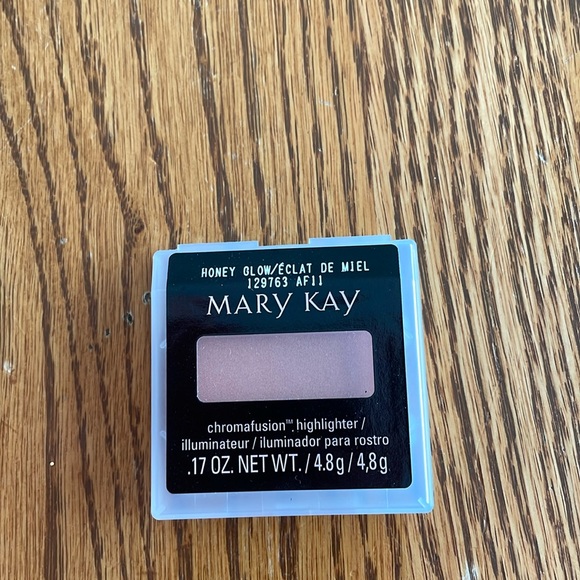 HONEY GLOW/ÉCLAT DE MIEL
129763 AF11
MARY KAY
chromafusion™ highlighter /
illuminateur / iluminador para rostro
.17 OZ. NET WT. / 4.8g / 4,8g